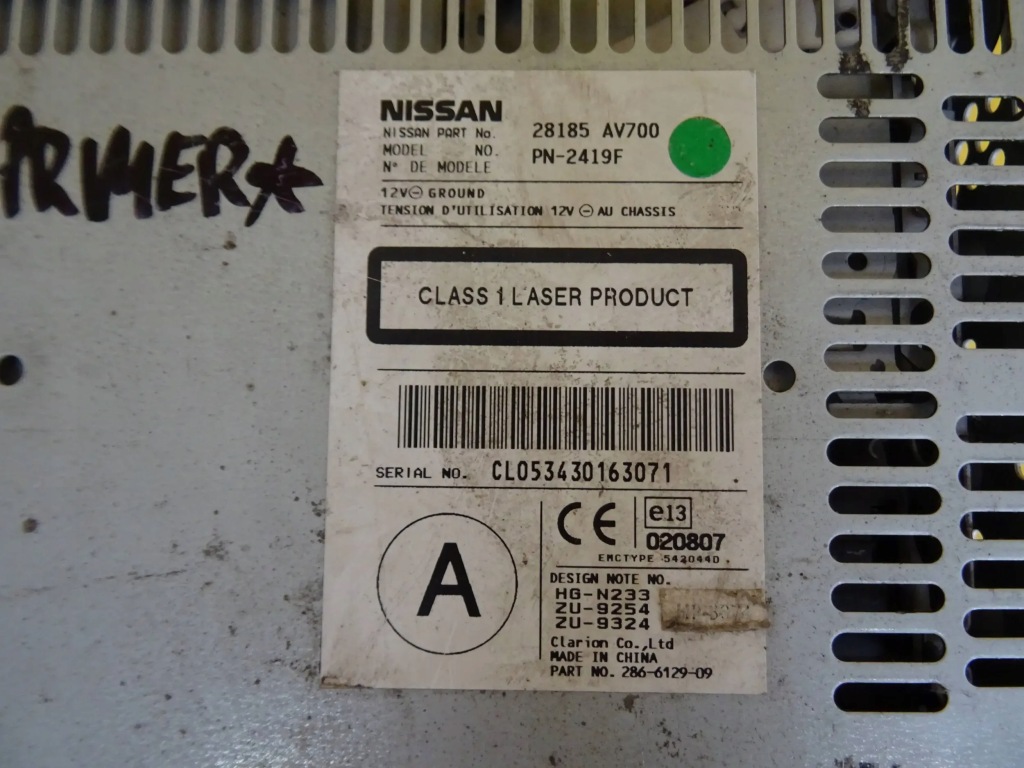 ARMER
NISSAN
NISSAN PART No. 28185 AV700
MODEL NO. PN-2419F
N° DE MODELE
12V⊖ GROUND
TENSION D'UTILISATION 12V ⊖ AU CHASSIS
CLASS 1 LASER PRODUCT
SERIAL NO. CL053430163071
A
CE
e13
020807
EMCTYPE 542044D
DESIGN NOTE NO.
HG-N233
ZU-9254
ZU-9324
Clarion Co.,Ltd
MADE IN CHINA
PART NO. 286-6129-09